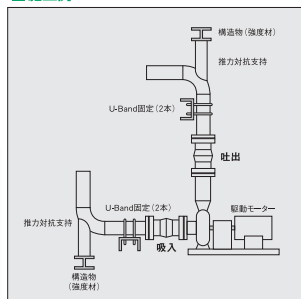 構造物(強度材)
推力対抗支持
U-Band固定(2本)
吐出
U-Band固定(2本)
駆動モーター
推力対抗支持
吸入
構造物
(強度材)